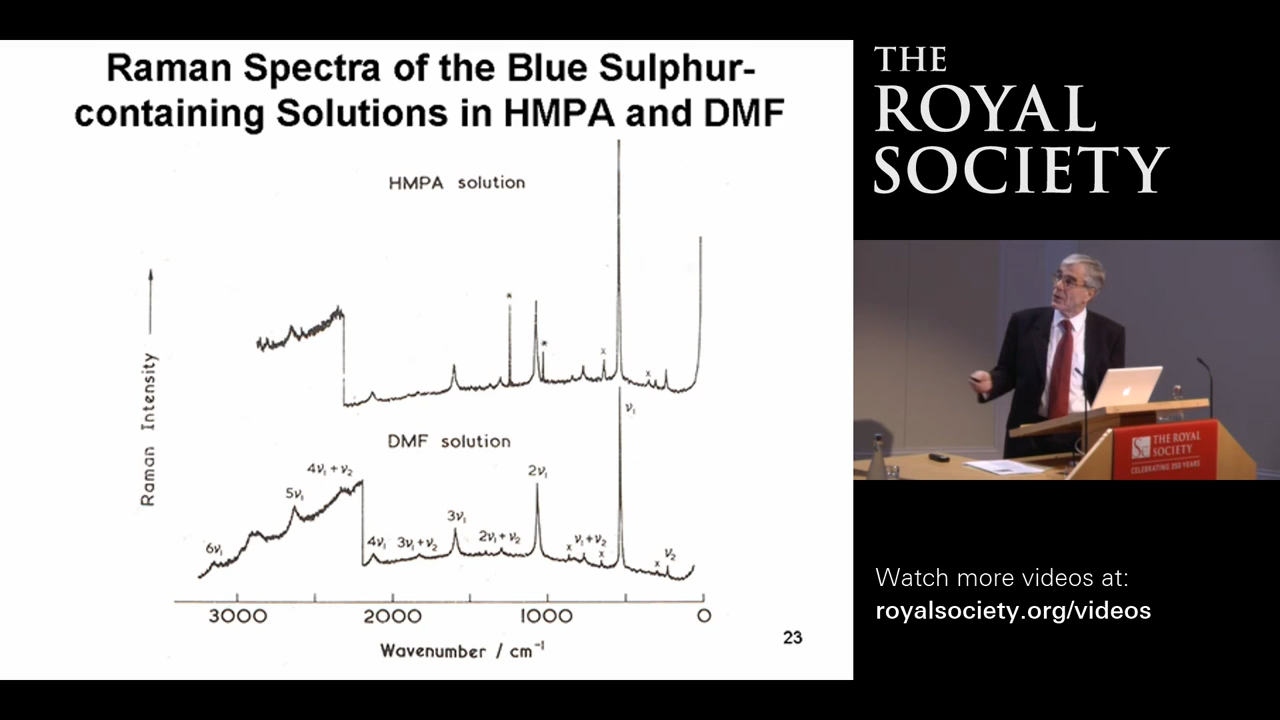 Raman Spectra of the Blue Sulphur-
containing Solutions in HMPA and DMF
HMPA solution
*
*
x
x
Raman Intensity
ν₁
DMF solution
4ν₁ + ν₂
2ν₁
5ν₁
3ν₁
6ν₁
4ν₁
3ν₁+ν₂
2ν₁+ν₂
x
ν₁+ν₂
x
x
ν₂
3000
2000
1000
0
Wavenumber / cm⁻¹
23
THE
ROYAL
SOCIETY
THE ROYAL
SOCIETY
CELEBRATING 350 YEARS
Watch more videos at:
royalsociety.org/videos